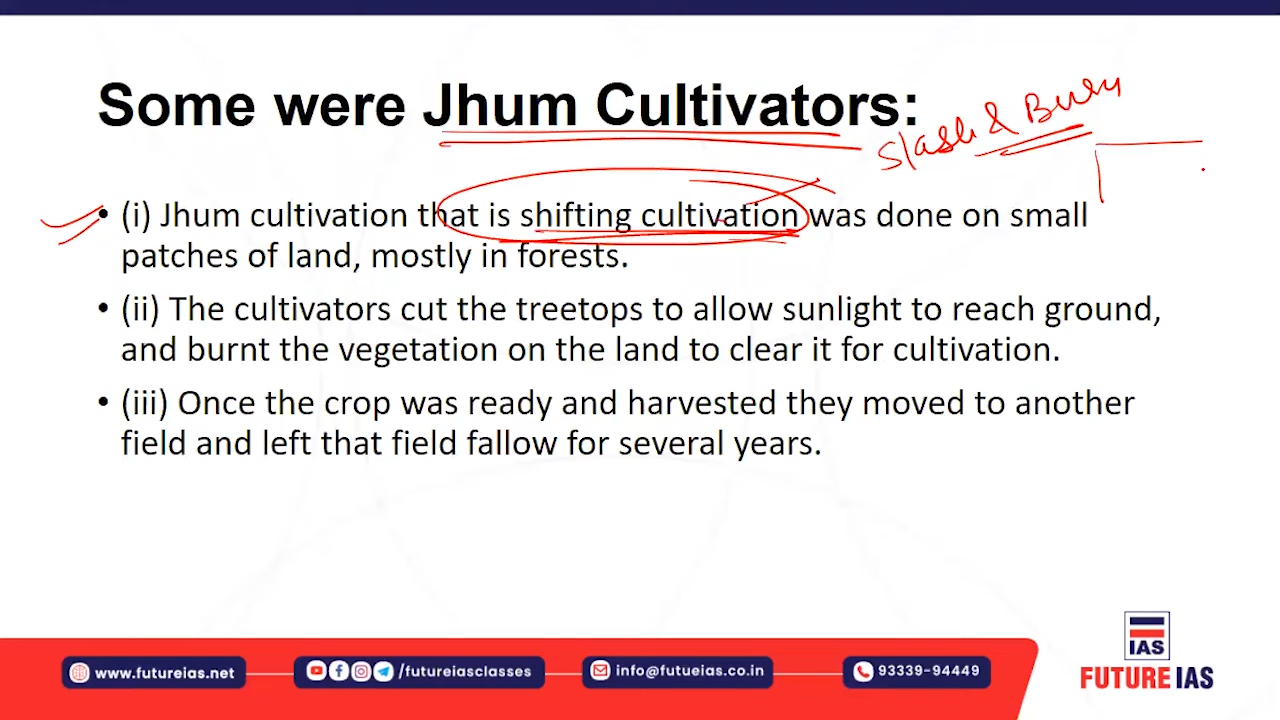 Some were Jhum Cultivators:
Slash & Burn
• (i) Jhum cultivation that is shifting cultivation was done on small
patches of land, mostly in forests.
• (ii) The cultivators cut the treetops to allow sunlight to reach ground,
and burnt the vegetation on the land to clear it for cultivation.
• (iii) Once the crop was ready and harvested they moved to another
field and left that field fallow for several years.
IAS
FUTURE IAS
www.futureias.net
/futureiasclasses
info@futueias.co.in
93339-94449